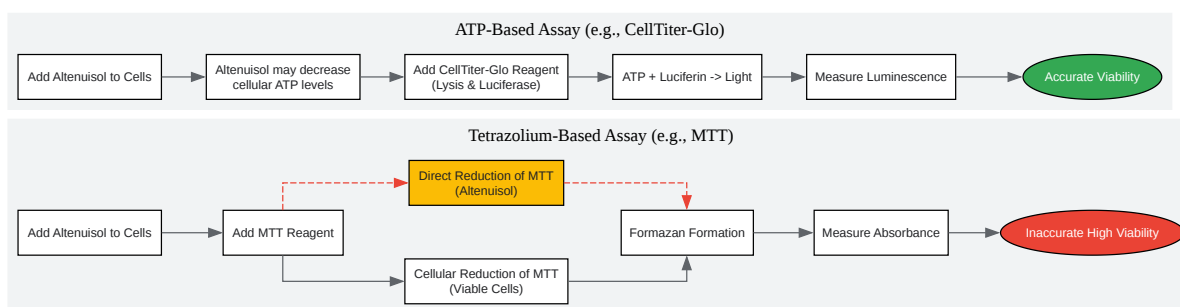 ATP-Based Assay (e.g., CellTiter-Glo)
Add Altenuisol to Cells
Altenuisol may decrease
cellular ATP levels
Add CellTiter-Glo Reagent
(Lysis & Luciferase)
ATP + Luciferin -> Light
Measure Luminescence
Accurate Viability
Tetrazolium-Based Assay (e.g., MTT)
Direct Reduction of MTT
(Altenuisol)
Add Altenuisol to Cells
Add MTT Reagent
Formazan Formation
Measure Absorbance
Inaccurate High Viability
Cellular Reduction of MTT
(Viable Cells)